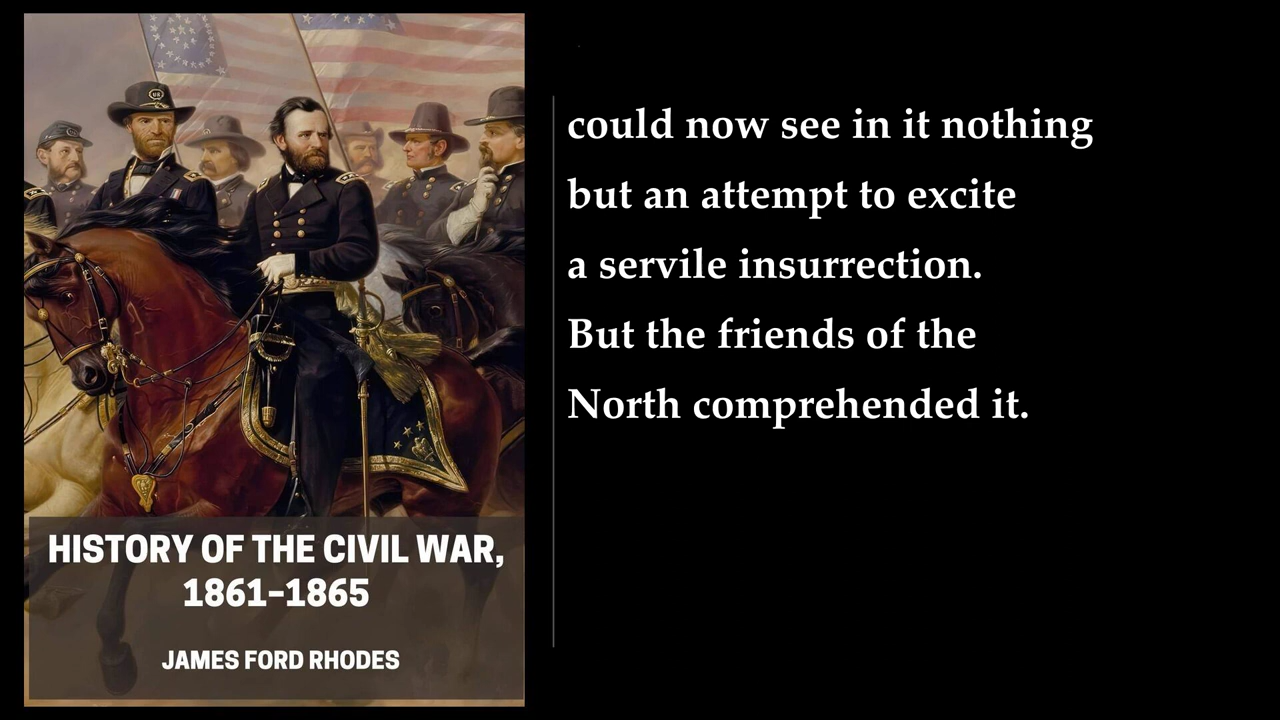 HISTORY OF THE CIVIL WAR,
1861–1865
JAMES FORD RHODES
could now see in it nothing
but an attempt to excite
a servile insurrection.
But the friends of the
North comprehended it.